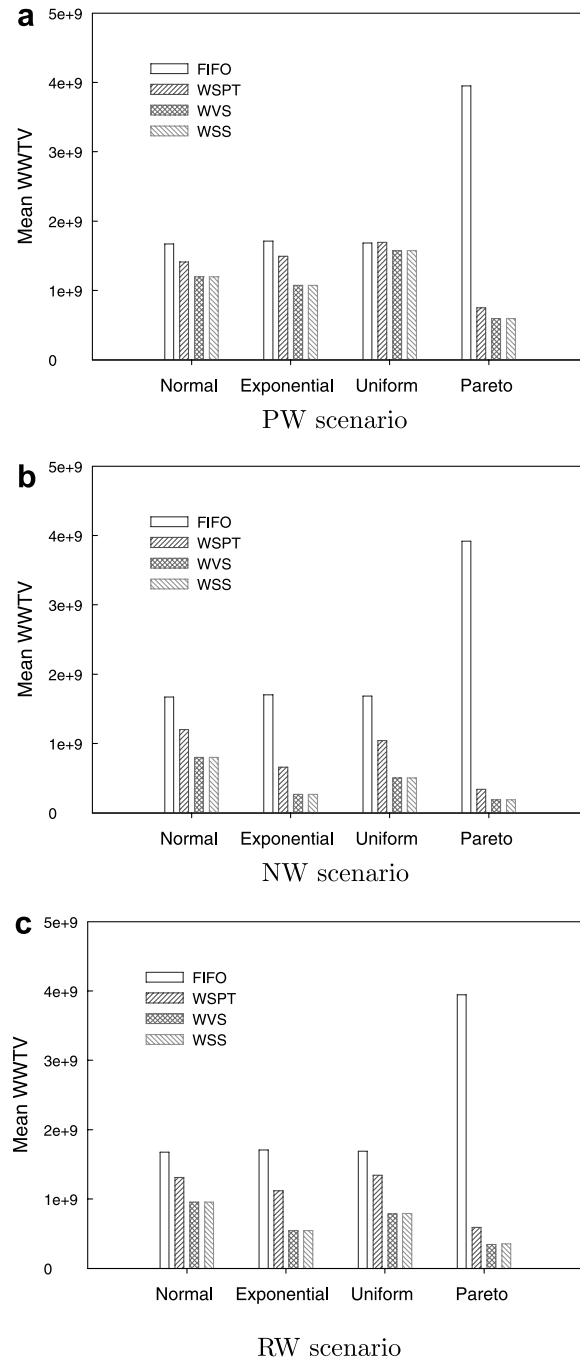 a
5e+9
4e+9
3e+9
2e+9
1e+9
0
Mean WWTV
FIFO
WSPT
WVS
WSS
Normal Exponential Uniform Pareto
PW scenario
b
5e+9
4e+9
3e+9
2e+9
1e+9
0
Mean WWTV
FIFO
WSPT
WVS
WSS
Normal Exponential Uniform Pareto
NW scenario
c
5e+9
4e+9
3e+9
2e+9
1e+9
0
Mean WWTV
FIFO
WSPT
WVS
WSS
Normal Exponential Uniform Pareto
RW scenario